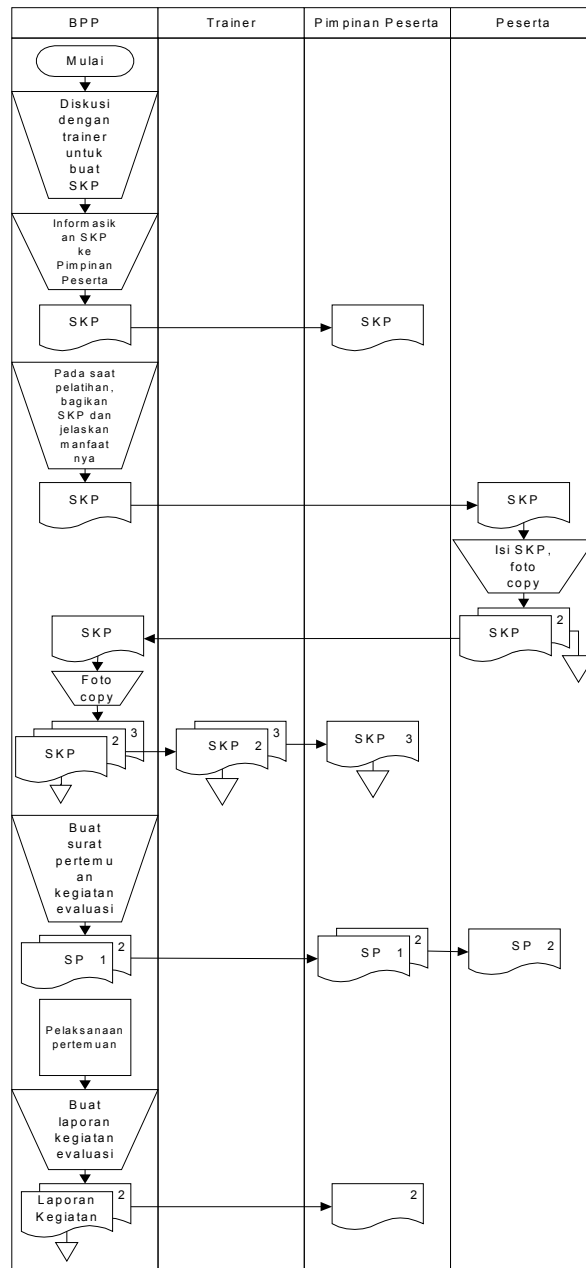 BPP
Trainer
Pimpinan Peserta
Peserta
Mulai
Diskusi
dengan
trainer
untuk
buat
SKP
Informasik
an SKP
ke
Pimpinan
Peserta
SKP
SKP
Pada saat
pelatihan,
bagikan
SKP dan
jelaskan
manfaat
nya
SKP
SKP
Isi SKP,
foto
copy
2
SKP
SKP
Foto
copy
3
2
SKP
3
SKP 2
SKP 3
Buat
surat
pertemu
an
kegiatan
evaluasi
2
SP 1
2
SP 1
SP 2
Pelaksanaan
pertemuan
Buat
laporan
kegiatan
evaluasi
2
Laporan
Kegiatan
2